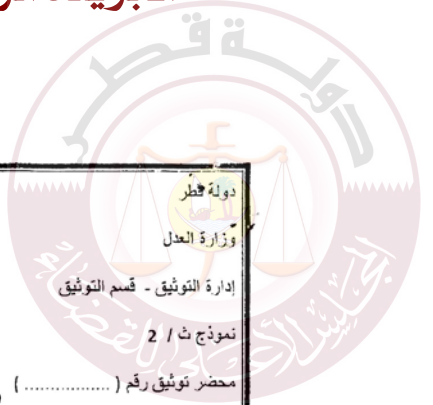 دولة قطر
دولة قطر
وزارة العدل
إدارة التوثيق - قسم التوثيق
نموذج ث / 2
محضر توثيق رقم ( ................ )
المجلس الأعلى للقضاء